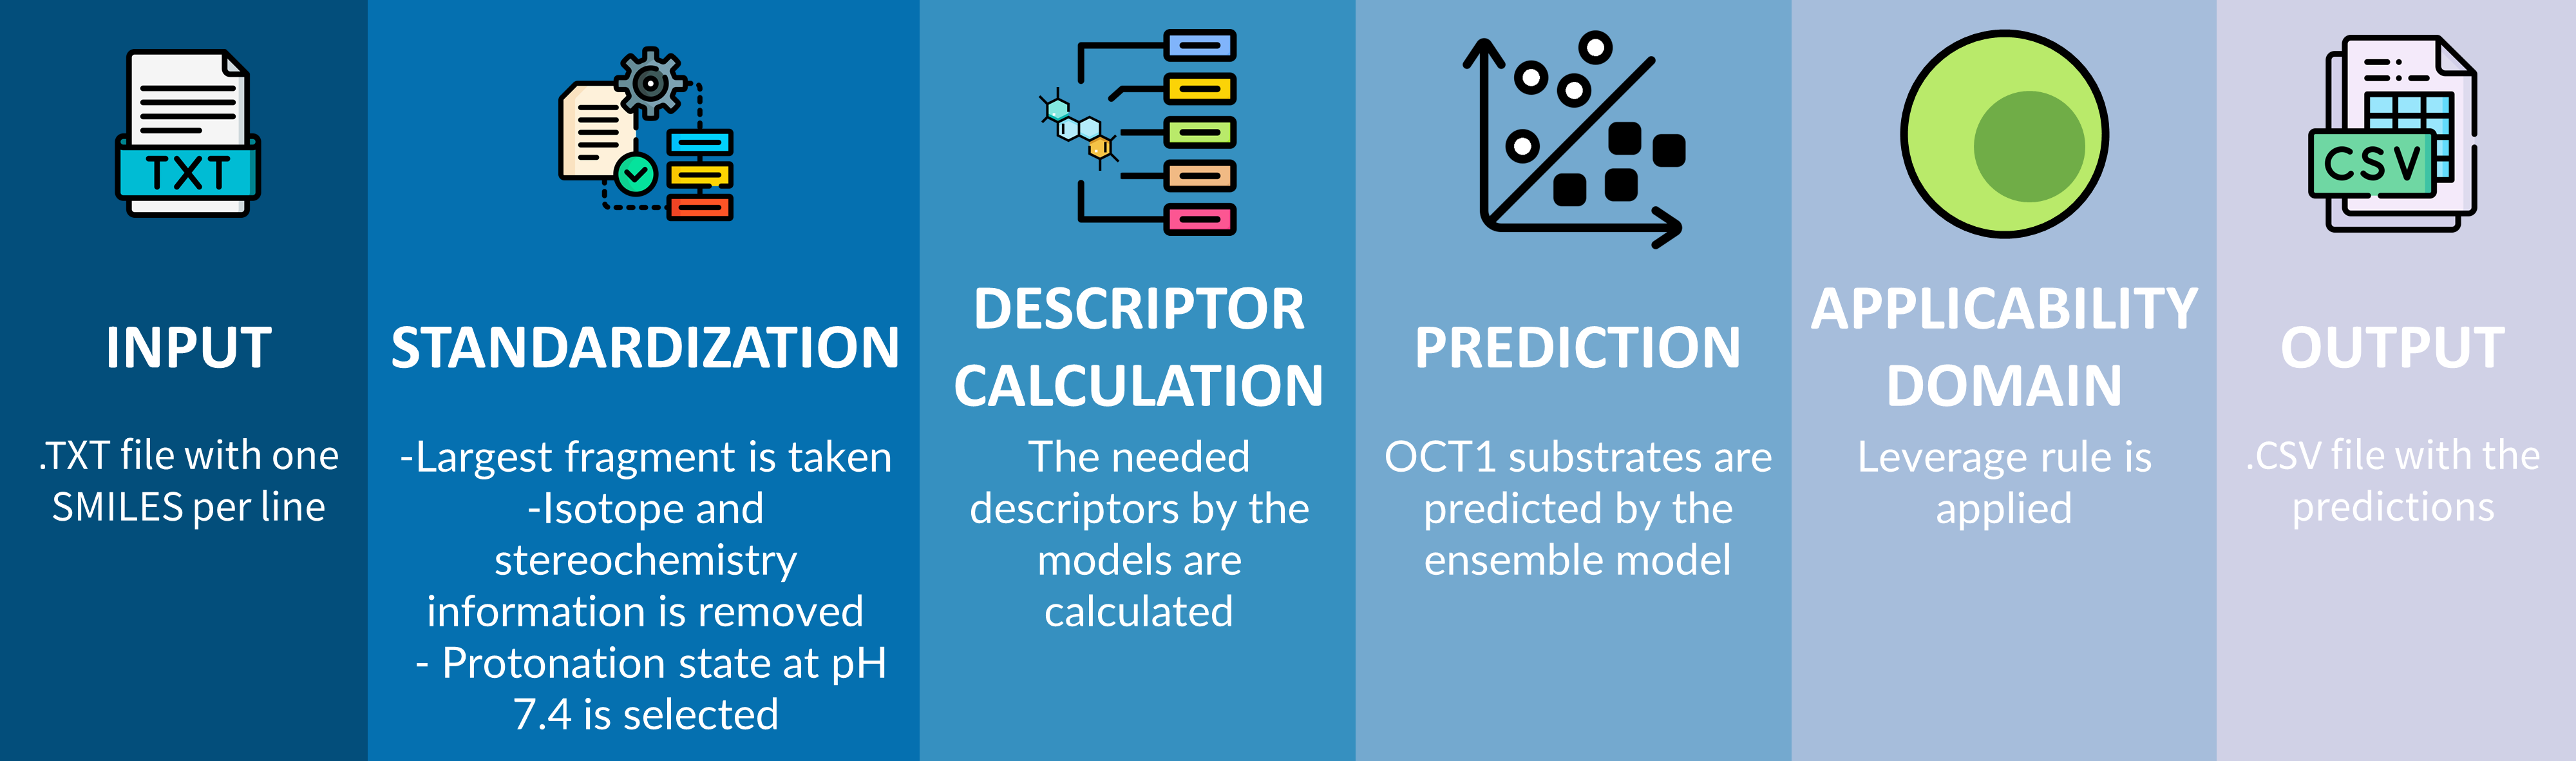 TXT
INPUT
.TXT file with one
SMILES per line
STANDARDIZATION
-Largest fragment is taken
-Isotope and
stereochemistry
information is removed
- Protonation state at pH
7.4 is selected
DESCRIPTOR
CALCULATION
The needed
descriptors by the
models are
calculated
PREDICTION
OCT1 substrates are
predicted by the
ensemble model
APPLICABILITY
DOMAIN
Leverage rule is
applied
CSV
OUTPUT
.CSV file with the
predictions